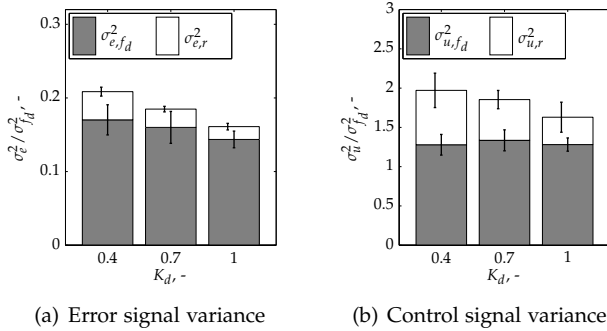 σ²e,fd σ²e,r
σ²e/σ²fd, -
0.3
0.2
0.1
0
0.4 0.7 1
Kd, -
(a) Error signal variance
σ²u,fd σ²u,r
σ²u/σ²fd, -
3
2.5
2
1.5
1
0.5
0
0.4 0.7 1
Kd, -
(b) Control signal variance